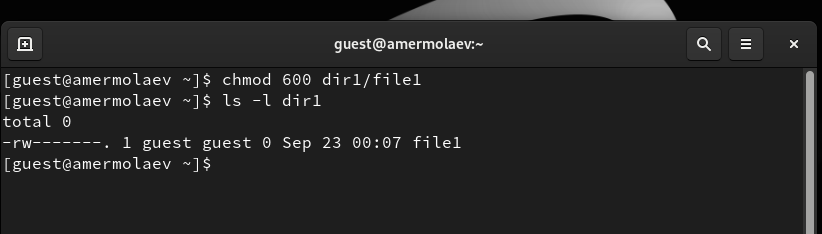 guest@amermolaev:~
[guest@amermolaev ~]$ chmod 600 dir1/file1
[guest@amermolaev ~]$ ls -l dir1
total 0
-rw-------. 1 guest guest 0 Sep 23 00:07 file1
[guest@amermolaev ~]$